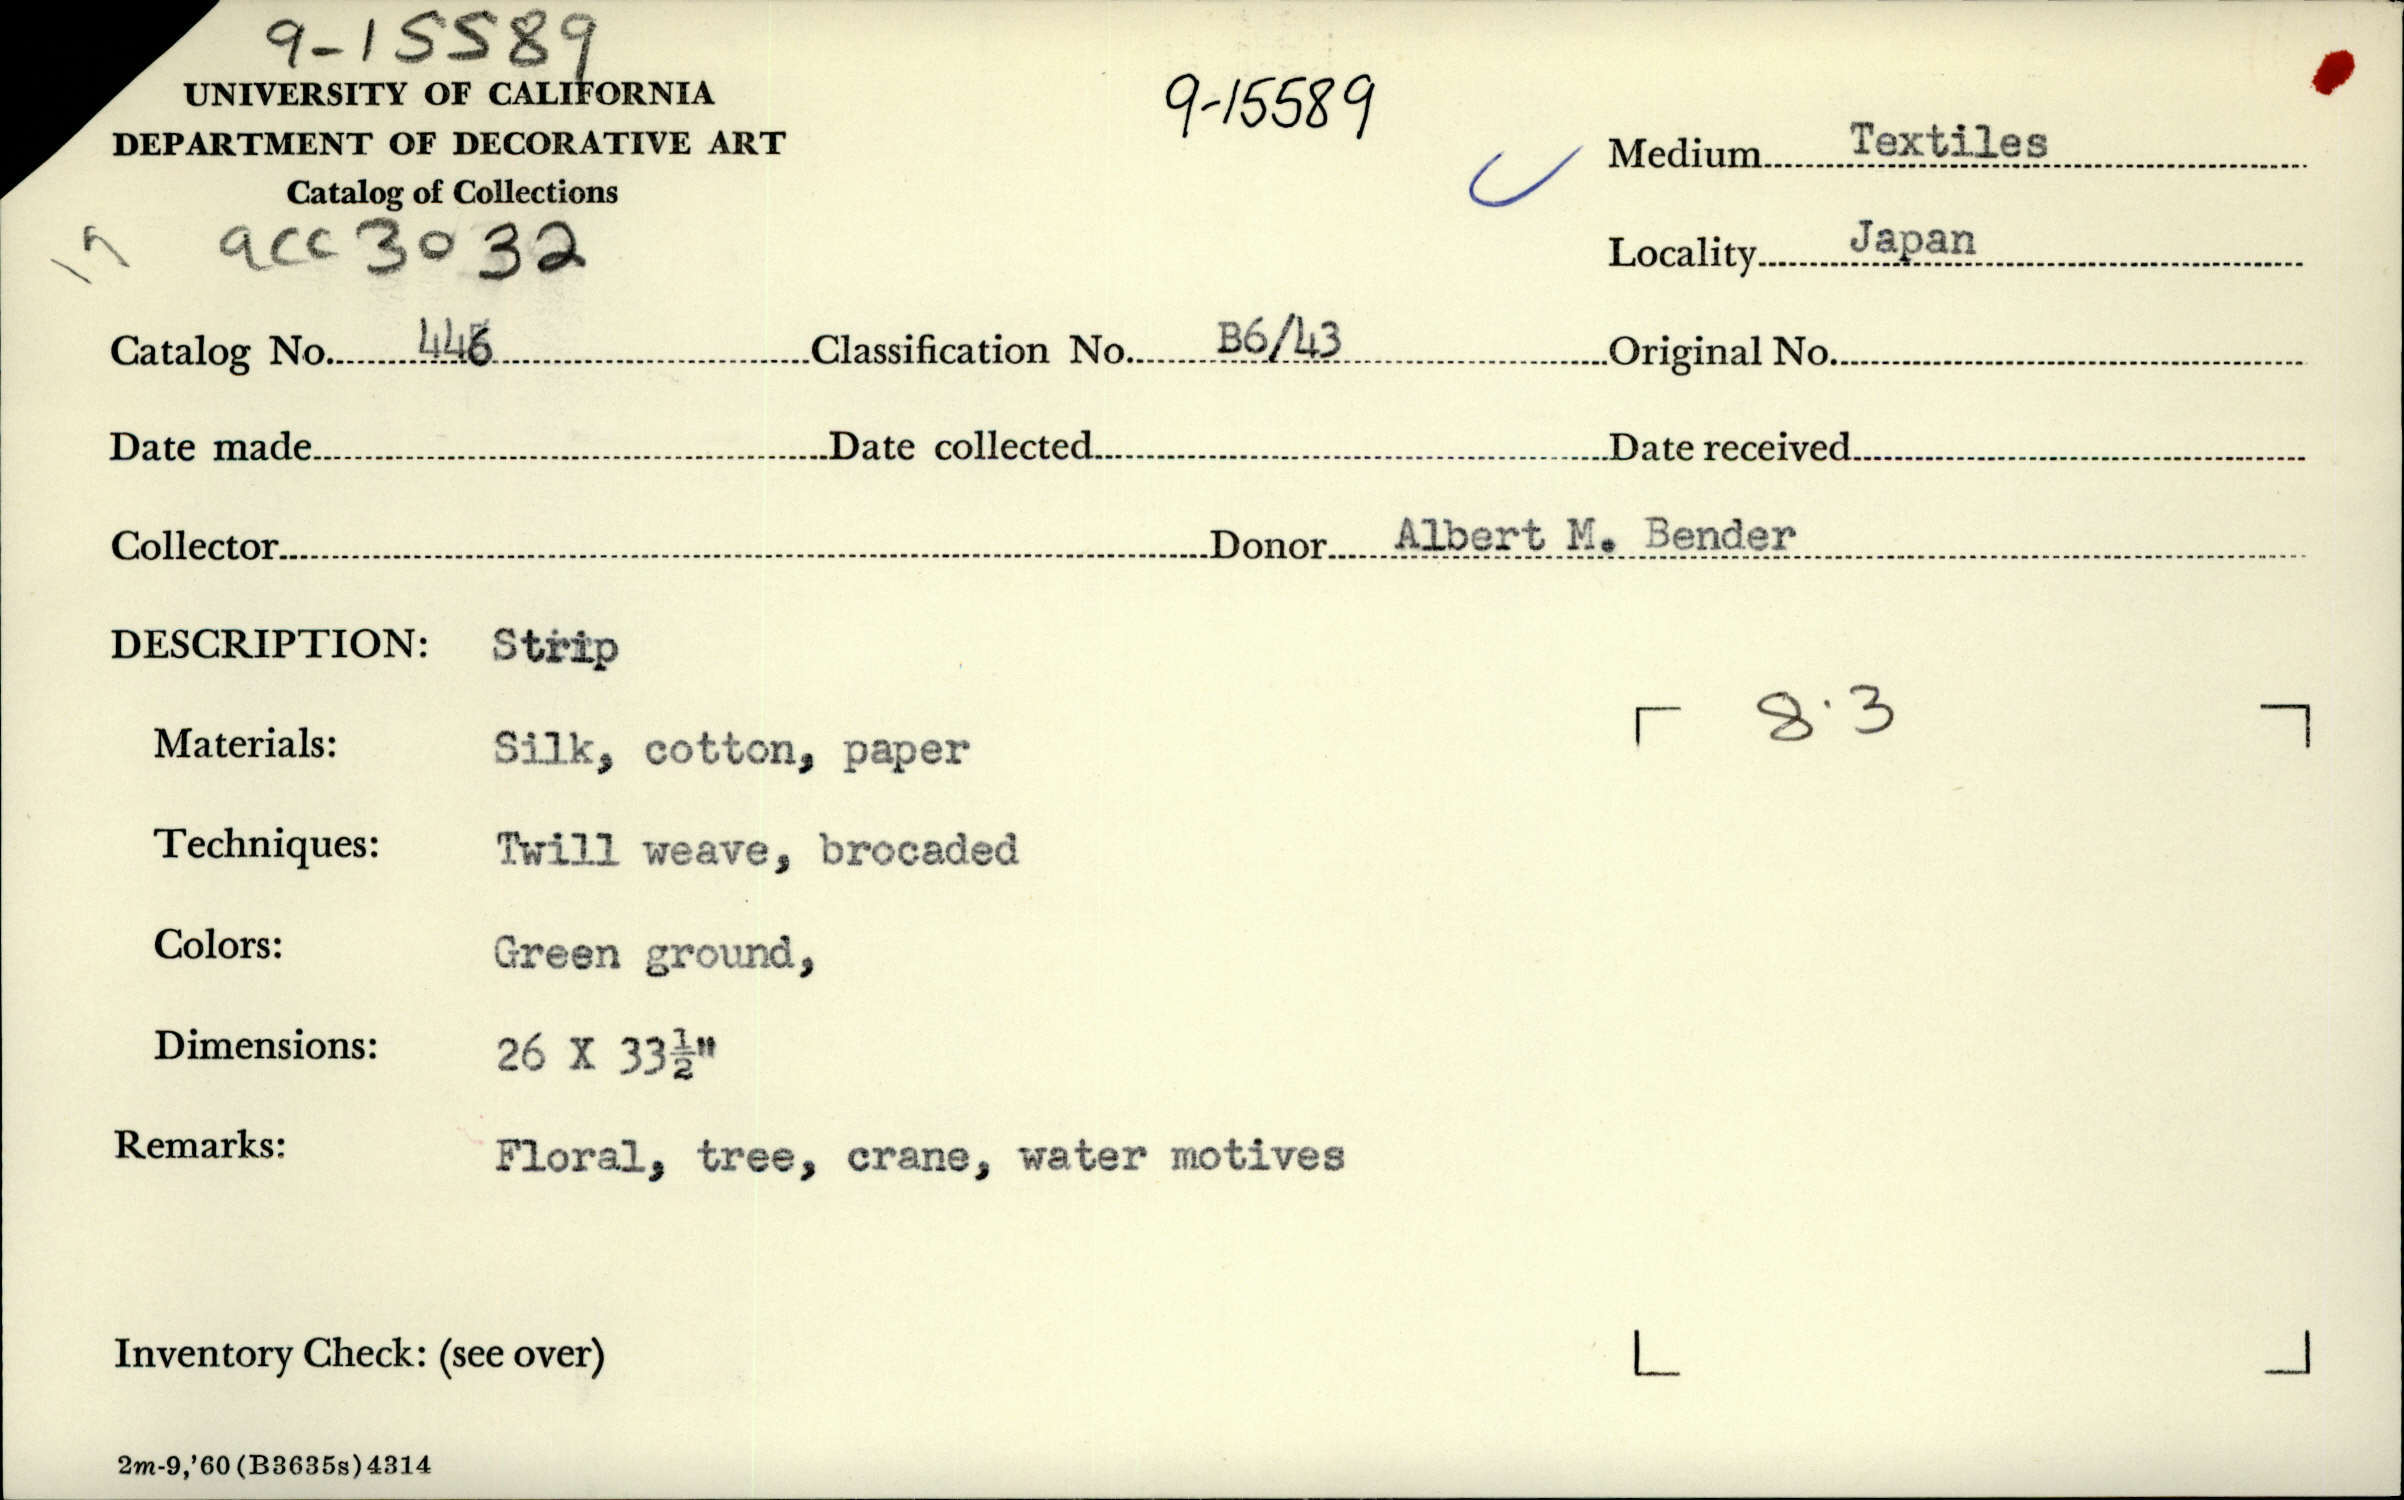 9-15589
UNIVERSITY OF CALIFORNIA
DEPARTMENT OF DECORATIVE ART
Catalog of Collections
acc 3032
9-15589
Medium Textiles
Locality Japan
Catalog No. 446 Classification No. B6/43 Original No.
Date made Date collected Date received
Collector Donor Albert M. Bender
DESCRIPTION: Strip
8.3
Materials: Silk, cotton, paper
Techniques: Twill weave, brocaded
Colors: Green ground,
Dimensions: 26 X 33½"
Remarks: Floral, tree, crane, water motives
Inventory Check: (see over)
2m-9,'60(B3635s)4314